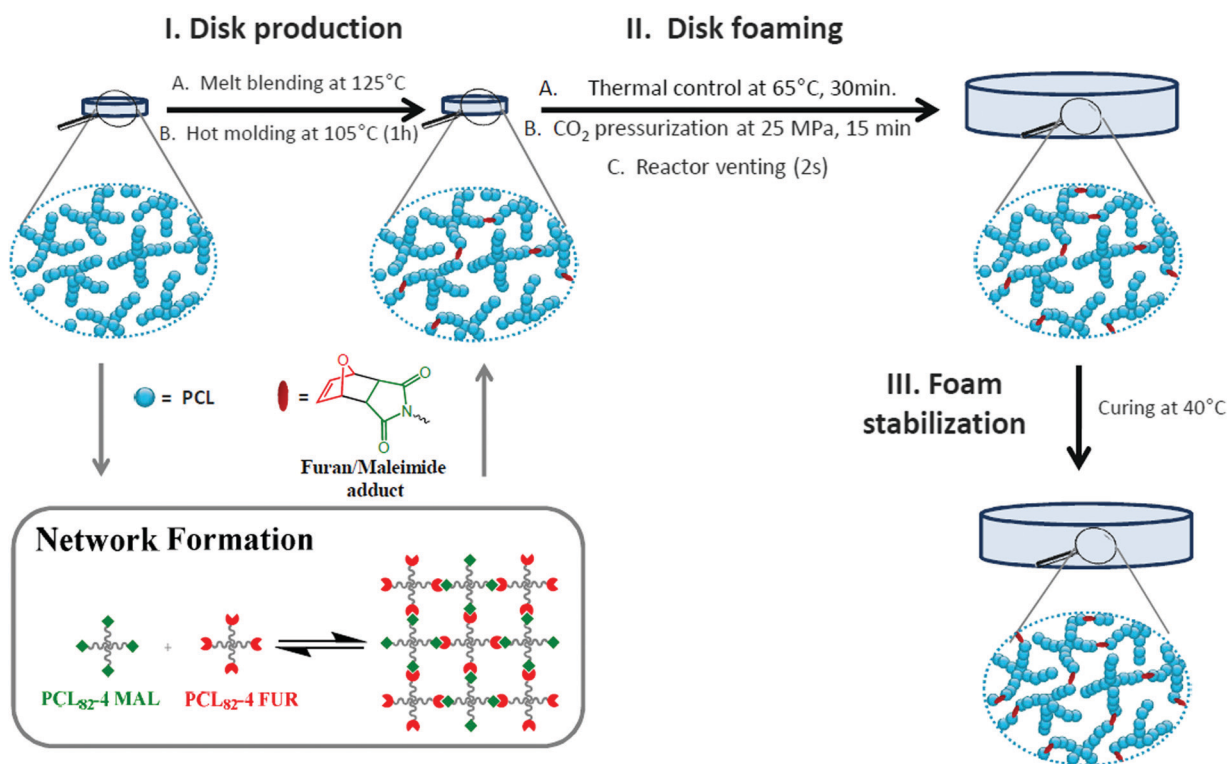 I. Disk production
A. Melt blending at 125°C
B. Hot molding at 105°C (1h)
II. Disk foaming
A. Thermal control at 65°C, 30min.
B. CO2 pressurization at 25 MPa, 15 min
C. Reactor venting (2s)
= PCL
=
O
O
N
O
Furan/Maleimide
adduct
III. Foam
stabilization
Curing at 40°C
Network Formation
+
PCL82-4 MAL
PCL82-4 FUR